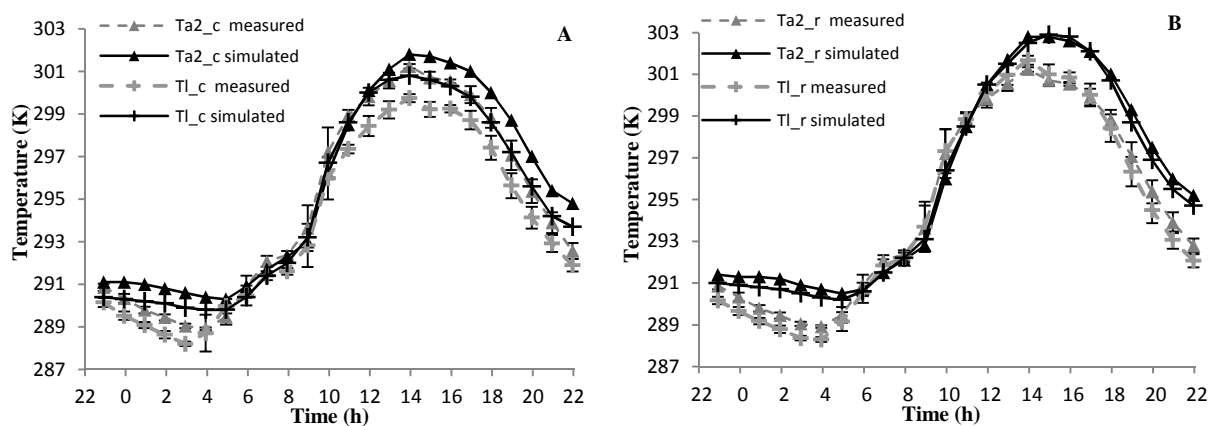 A
Ta2_c measured
Ta2_c simulated
Tl_c measured
Tl_c simulated
Temperature (K)
303
301
299
297
295
293
291
289
287
22 0 2 4 6 8 10 12 14 16 18 20 22
Time (h)
B
Ta2_r measured
Ta2_r simulated
Tl_r measured
Tl_r simulated
Temperature (K)
303
301
299
297
295
293
291
289
287
22 0 2 4 6 8 10 12 14 16 18 20 22
Time (h)